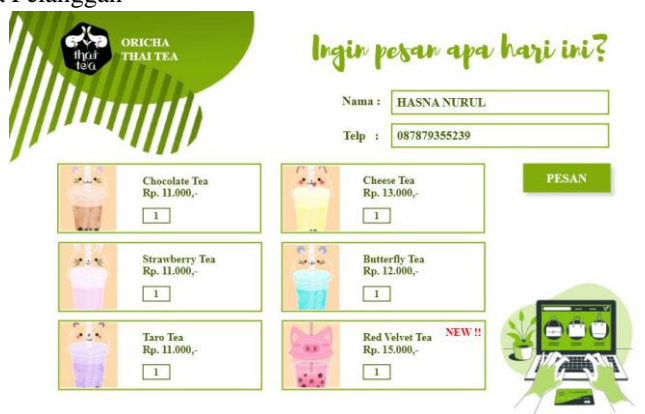 Pelanggan
thai
tea
ORICHA
THAI TEA
Ingin pesan apa hari ini?
Nama : HASNA NURUL
Telp : 087879355239
PESAN
Chocolate Tea
Rp. 11.000,-
1
Cheese Tea
Rp. 13.000,-
1
Strawberry Tea
Rp. 11.000,-
1
Butterfly Tea
Rp. 12.000,-
1
Taro Tea
Rp. 11.000,-
1
Red Velvet Tea NEW !!
Rp. 15.000,-
1